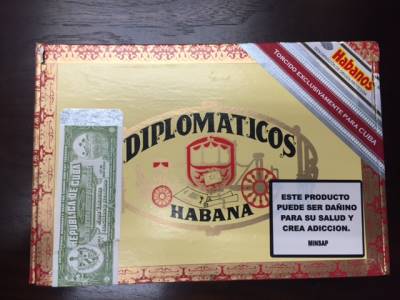 Habanos
TORCIDO EXCLUSIVAMENTE PARA CUBA
DIPLOMATICOS
HABANA
REPUBLICA DE CUBA
ESTE PRODUCTO
PUEDE SER DAÑINO
PARA SU SALUD Y
CREA ADICCION.
MINSAP